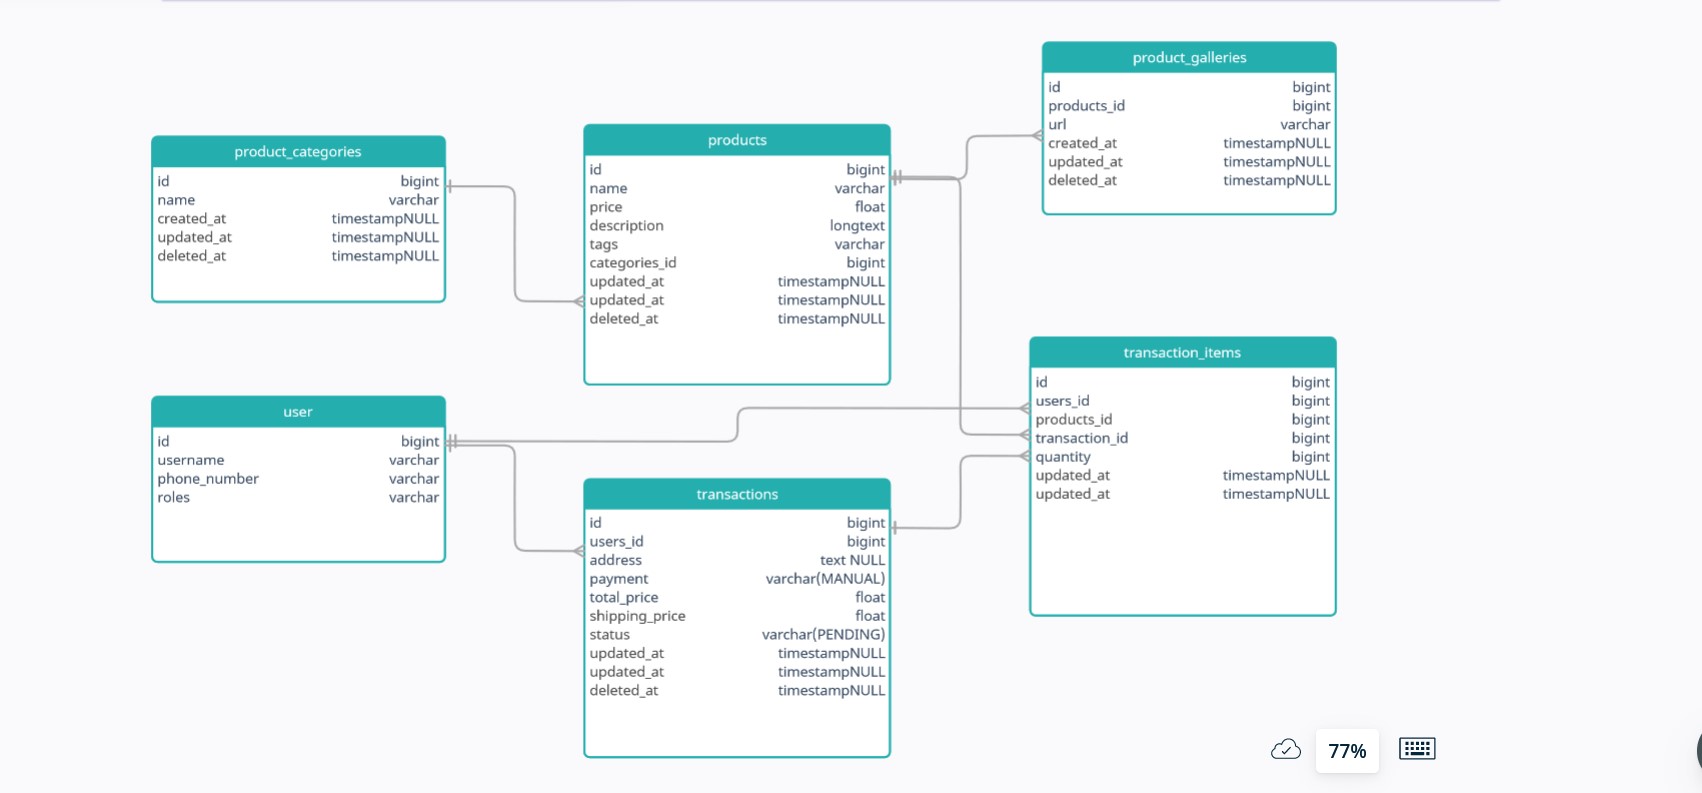 product_categories
id bigint
name varchar
created_at timestampNULL
updated_at timestampNULL
deleted_at timestampNULL
products
id bigint
name varchar
price float
description longtext
tags varchar
categories_id bigint
updated_at timestampNULL
updated_at timestampNULL
deleted_at timestampNULL
product_galleries
id bigint
products_id bigint
url varchar
created_at timestampNULL
updated_at timestampNULL
deleted_at timestampNULL
user
id bigint
username varchar
phone_number varchar
roles varchar
transactions
id bigint
users_id bigint
address text NULL
payment varchar(MANUAL)
total_price float
shipping_price float
status varchar(PENDING)
updated_at timestampNULL
updated_at timestampNULL
deleted_at timestampNULL
transaction_items
id bigint
users_id bigint
products_id bigint
transaction_id bigint
quantity bigint
updated_at timestampNULL
updated_at timestampNULL
77%